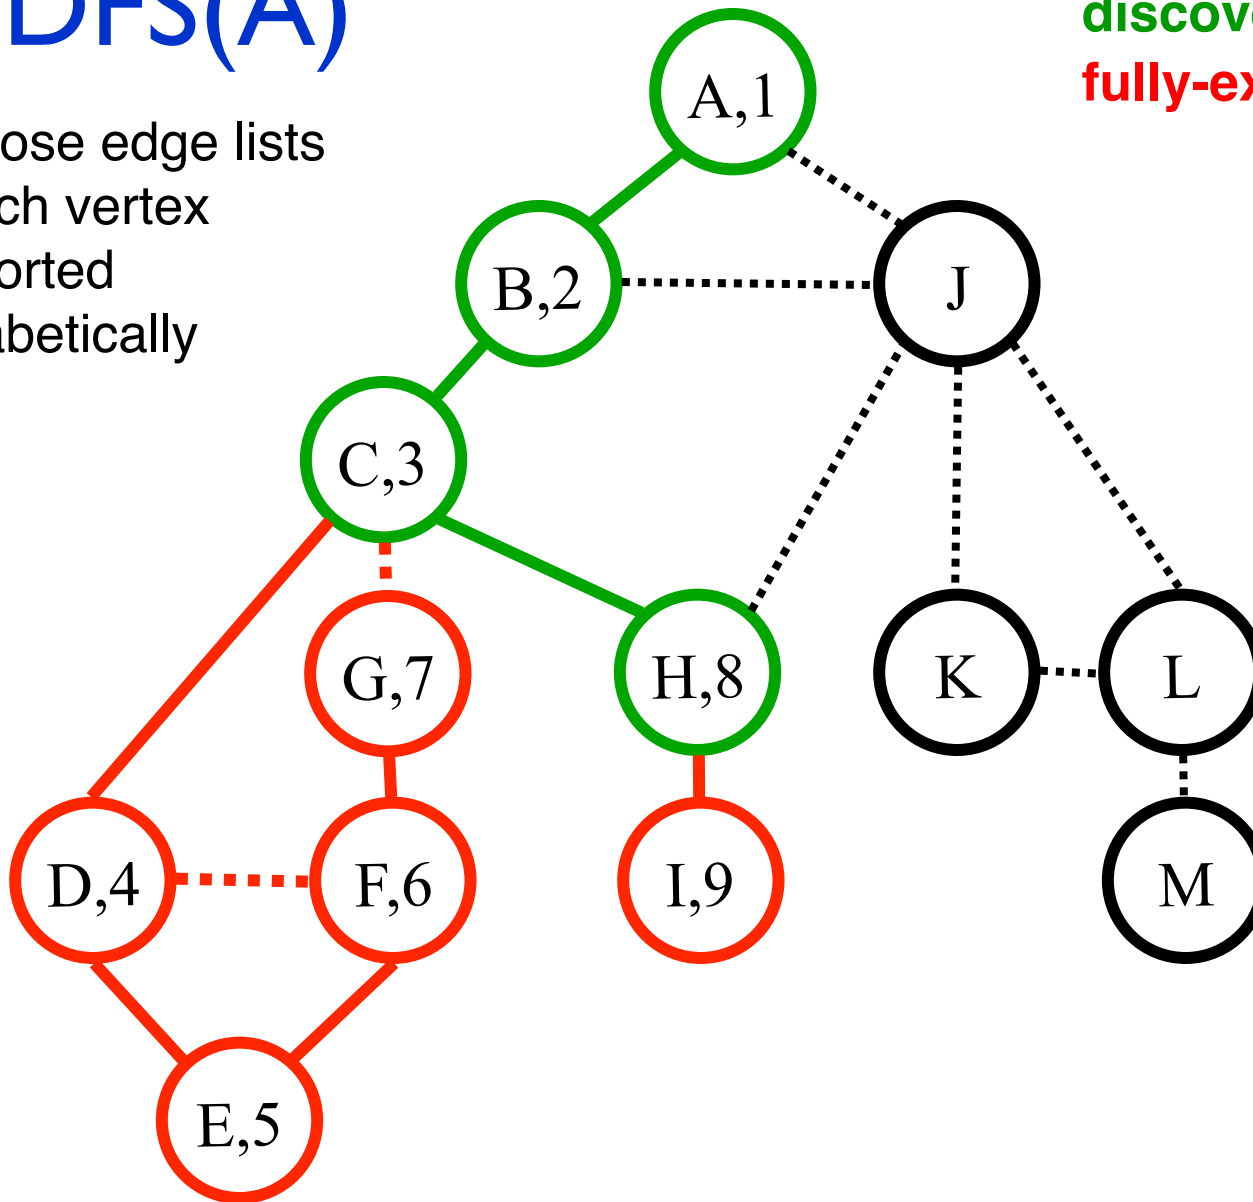 DFS(A)
discov
fully-ex
ose edge lists
ch vertex
orted
abetically
A,1
B,2
J
C,3
G,7
H,8
K
L
D,4
F,6
I,9
M
E,5